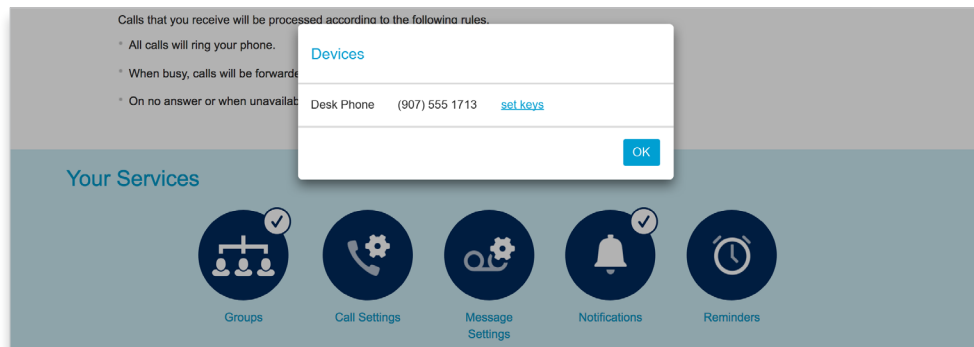 Calls that you receive will be processed according to the following rules.
All calls will ring your phone.
When busy, calls will be forwarde
On no answer or when unavailab
Devices
Desk Phone (907) 555 1713 set keys
OK
Your Services
Groups
Call Settings
Message
Settings
Notifications
Reminders